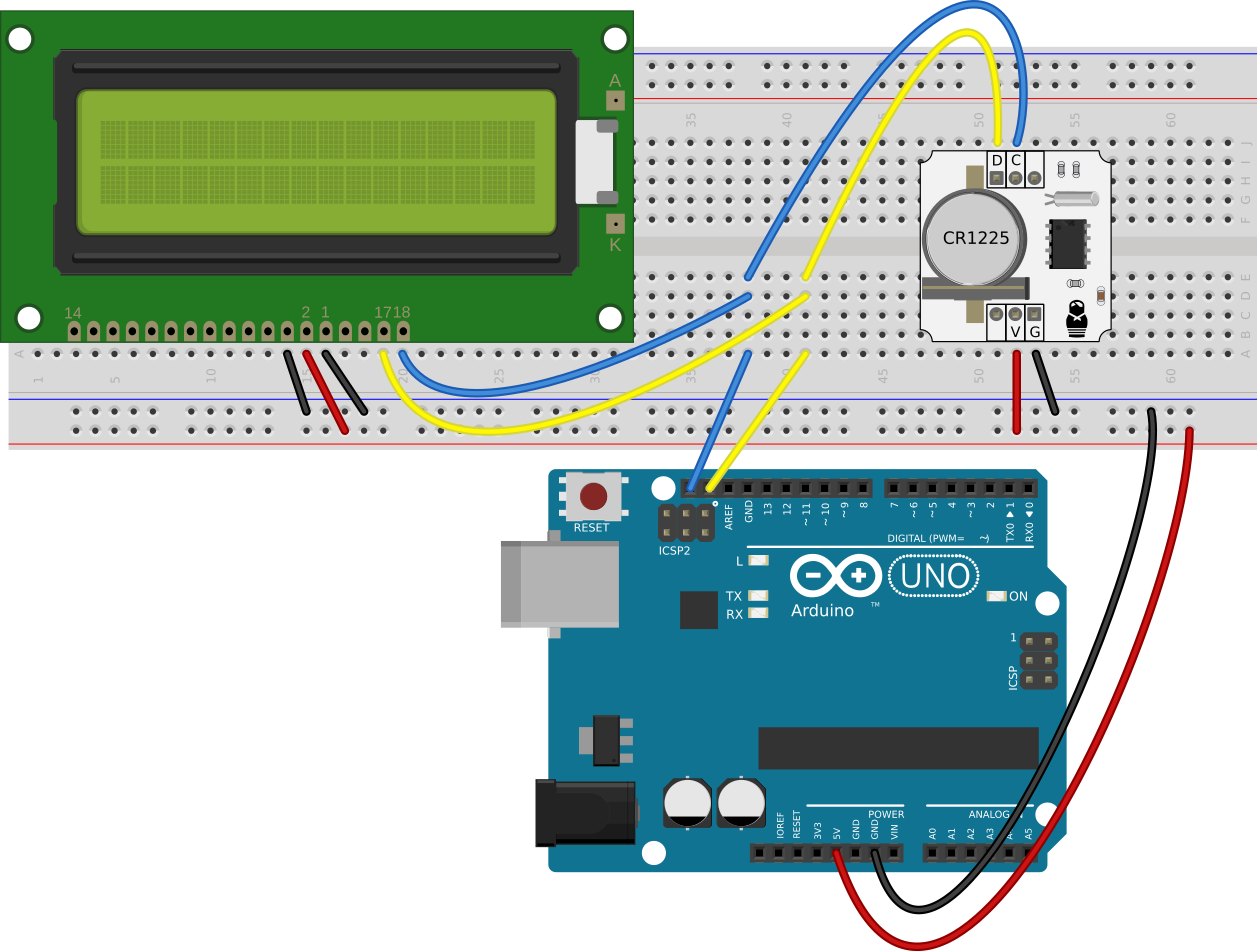 A
K
14 2 1 17 18
35 40 45 50 55 60
J
I
H
G
F
E
D
C
B
A
D C
CR1225
V G
A
1 5 10 15 20 25 30 35 40 45 50 55 60
RESET
ICSP2
AREF
GND
13
12
~11
~10
~9
8
7
~6
~5
4
~3
2
TX0 ▶ 1
RX0 ◀ 0
DIGITAL (PWM= ~)
L
TX
RX
UNO
Arduino
TM
ON
1
ICSP
POWER
ANALOG
IOREF
RESET
3V3
5V
GND
GND
VIN
A0
A1
A2
A3
A5